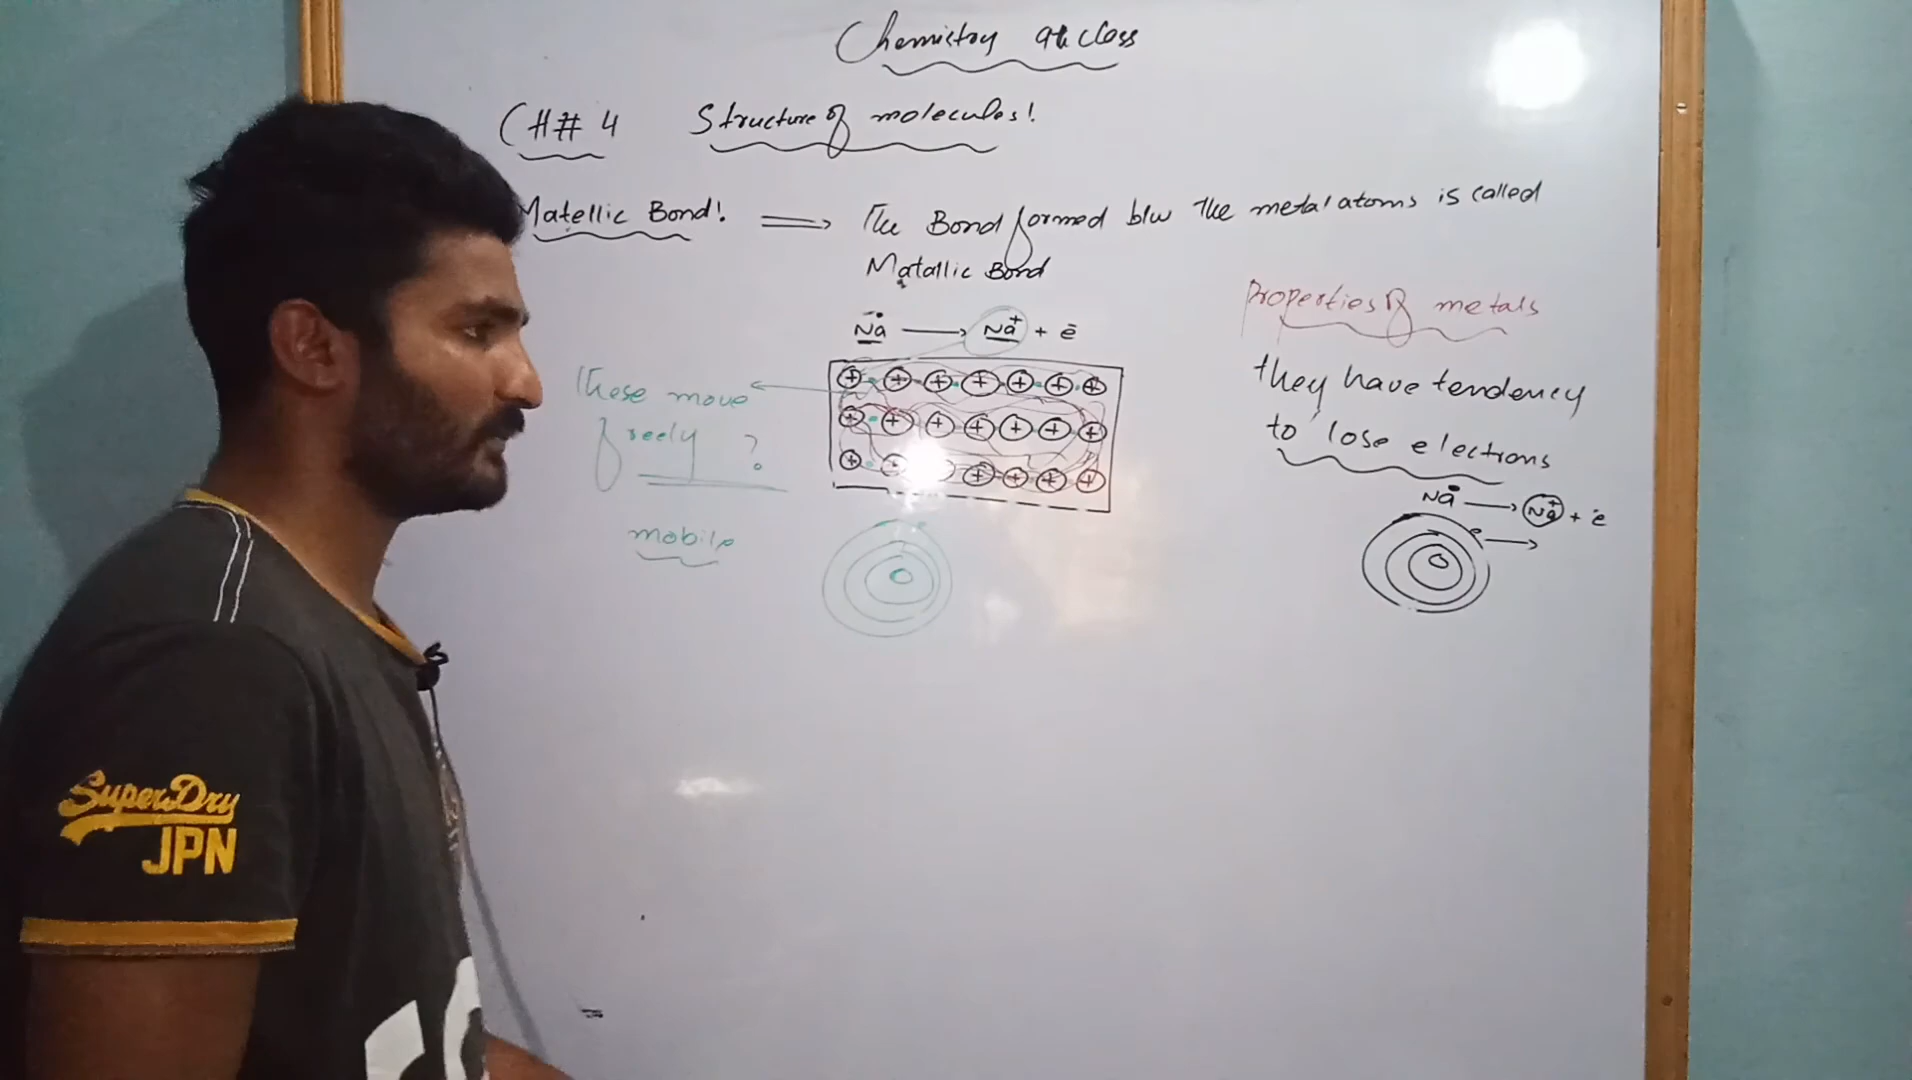 Chemistry 9th class
CH# 4 Structure of molecules!
Matellic Bond! ⟹ The Bond formed b/w The metal atoms is called
Matallic Bond
Properties of metals
Na → Na⁺ + e⁻
these move
freely ?
mobile
they have tendency
to lose electrons
Na → Na⁺ + e⁻
e →
+ + + + + + +
+ + + + + + +
+ + + + +
SuperDry
JPN